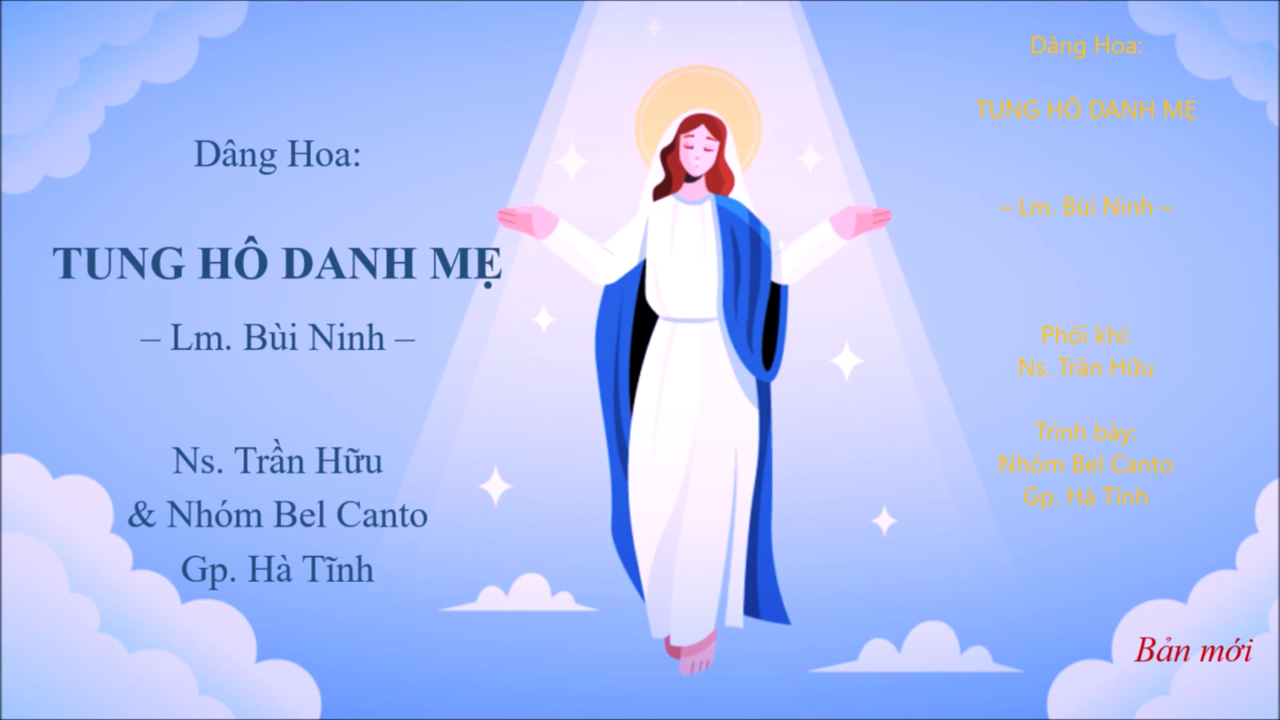 Dâng Hoa:
TUNG HÔ DANH MẸ
– Lm. Bùi Ninh –
Ns. Trần Hữu
& Nhóm Bel Canto
Gp. Hà Tĩnh
Dâng Hoa:
TUNG HÔ DANH MẸ
– Lm. Bùi Ninh –
Phối khí:
Ns. Trần Hữu
Trình bày:
Nhóm Bel Canto
Gp. Hà Tĩnh
Bản mới